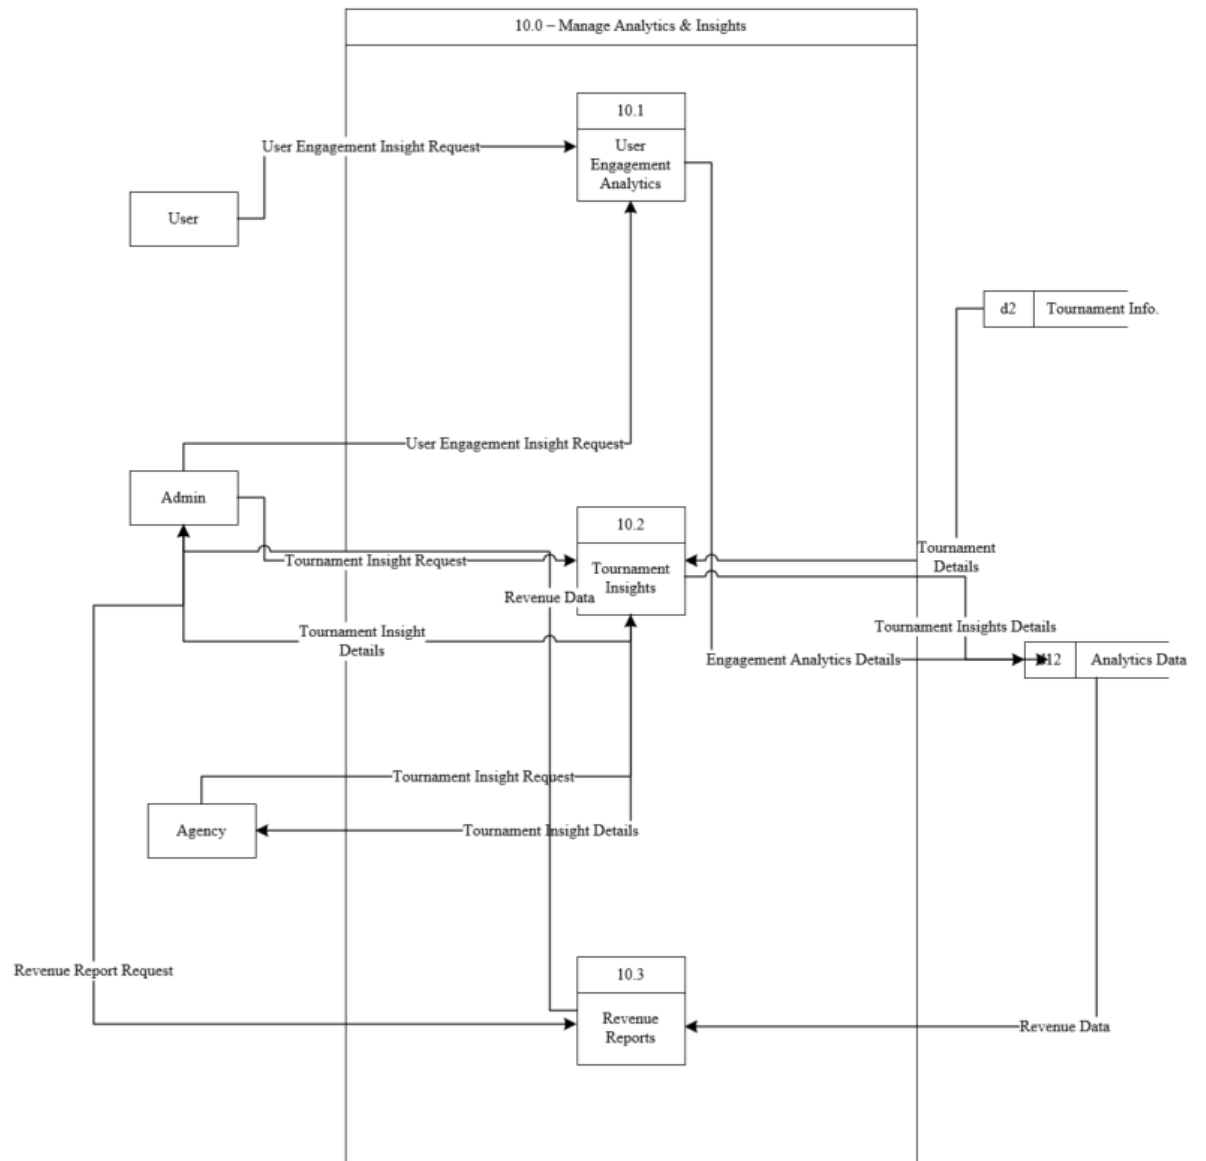 10.0 – Manage Analytics & Insights
10.1
User Engagement Insight Request
User
Engagement
Analytics
User
d2
Tournament Info.
User Engagement Insight Request
Admin
10.2
Tournament
Details
Tournament Insight Request
Tournament
Insights
Revenue Data
Tournament Insights Details
Tournament Insight
Details
Engagement Analytics Details
12
Analytics Data
Tournament Insight Request
Agency
Tournament Insight Details
Revenue Report Request
10.3
Revenue
Reports
Revenue Data